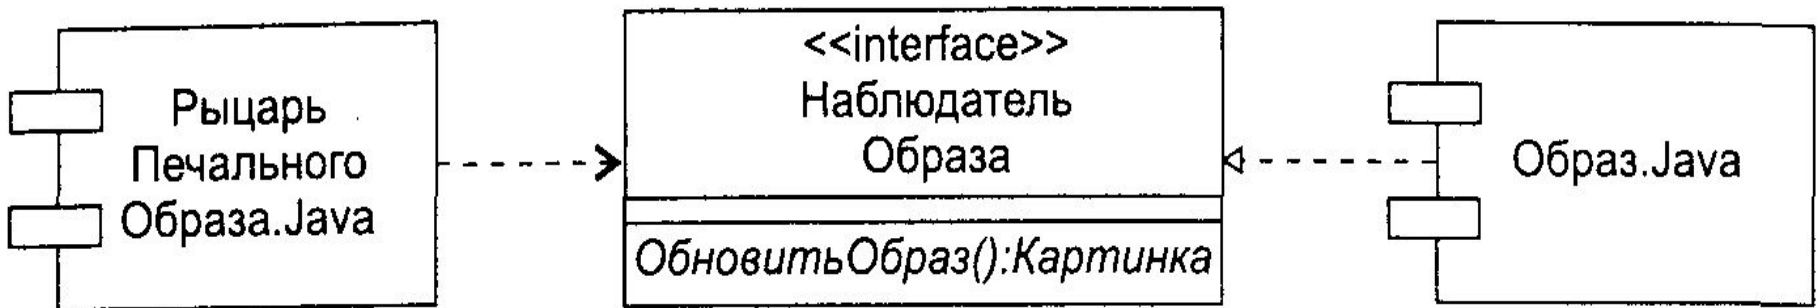 Рыцарь
Печального
Образа.Java
<<interface>>
Наблюдатель
Образа
ОбновитьОбраз():Картинка
Образ.Java